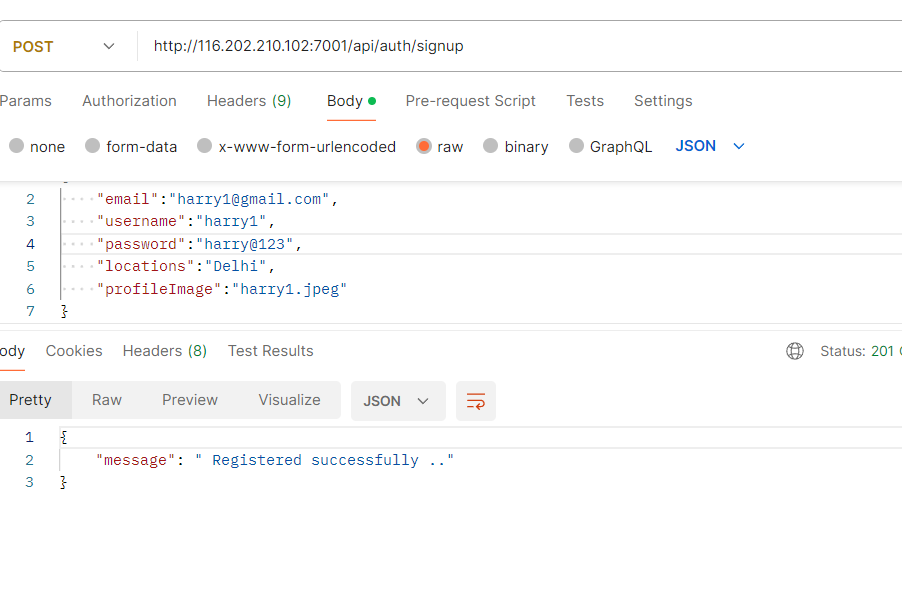 POST http://116.202.210.102:7001/api/auth/signup
Params Authorization Headers (9) Body Pre-request Script Tests Settings
none form-data x-www-form-urlencoded raw binary GraphQL JSON
2 "email":"harry1@gmail.com",
3 "username":"harry1",
4 "password":"harry@123",
5 "locations":"Delhi",
6 "profileImage":"harry1.jpeg"
7 }
ody Cookies Headers (8) Test Results Status: 201
Pretty Raw Preview Visualize JSON
1 {
2 "message": " Registered successfully .."
3 }